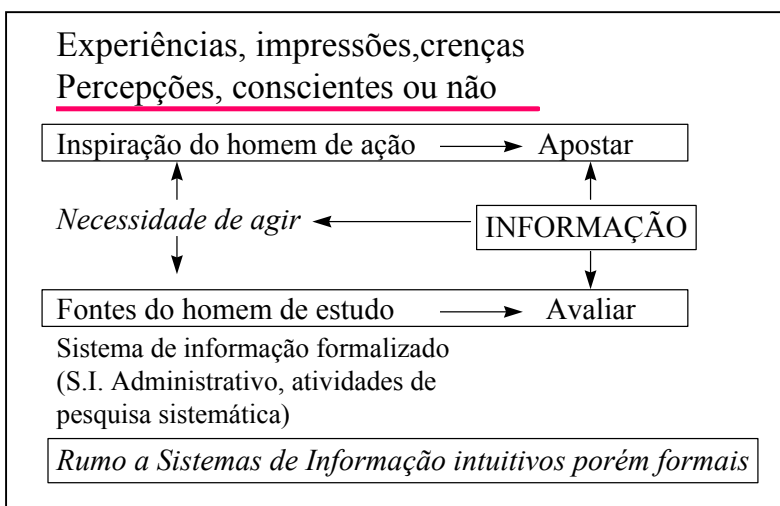 Experiências, impressões,crenças
Percepções, conscientes ou não
Inspiração do homem de ação Apostar
Necessidade de agir INFORMAÇÃO
Fontes do homem de estudo Avaliar
Sistema de informação formalizado
(S.I. Administrativo, atividades de
pesquisa sistemática)
Rumo a Sistemas de Informação intuitivos porém formais